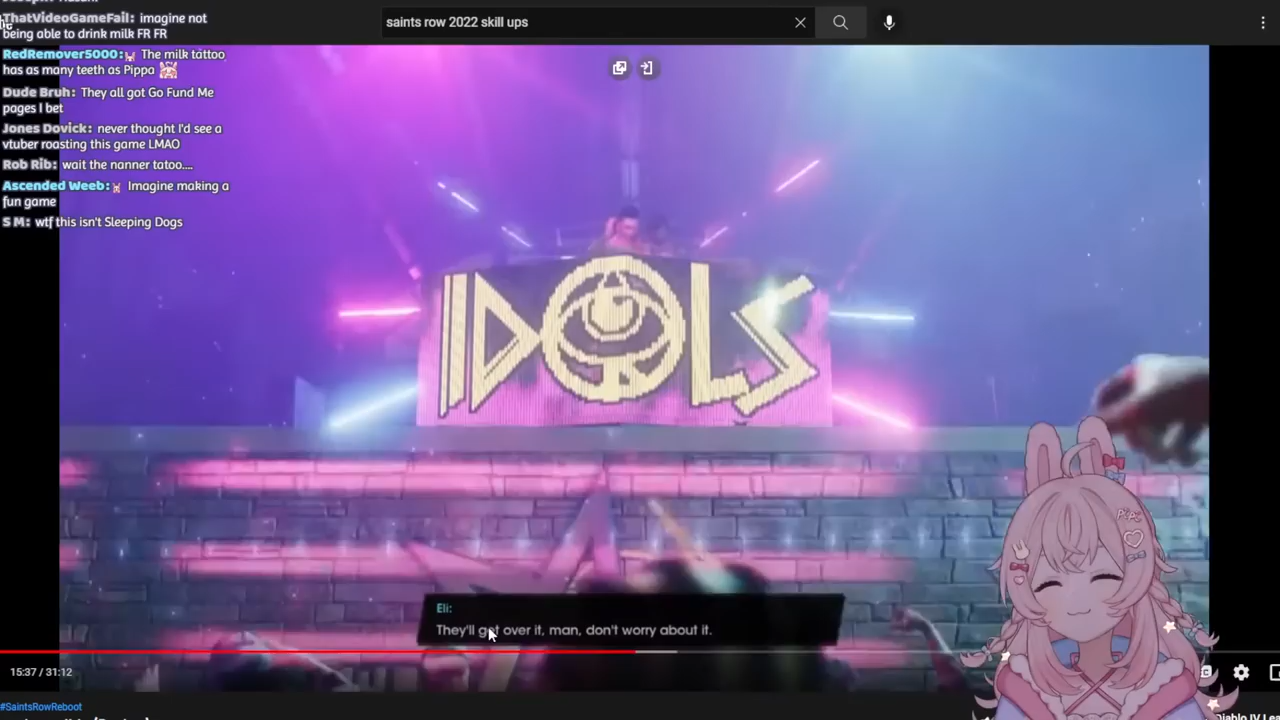 saints row 2022 skill ups
ThatVideoGameFail: imagine not
being able to drink milk FR FR
RedRemover5000: The milk tattoo
has as many teeth as Pippa
Dude Bruh: They all got Go Fund Me
pages I bet
Jones Dovick: never thought I'd see a
vtuber roasting this game LMAO
Rob Rib: wait the nanner tatoo....
Ascended Weeb: Imagine making a
fun game
S M: wtf this isn't Sleeping Dogs
IDOLS
Eli:
They'll get over it, man, don't worry about it.
15:37 / 31:12
#SaintsRowReboot